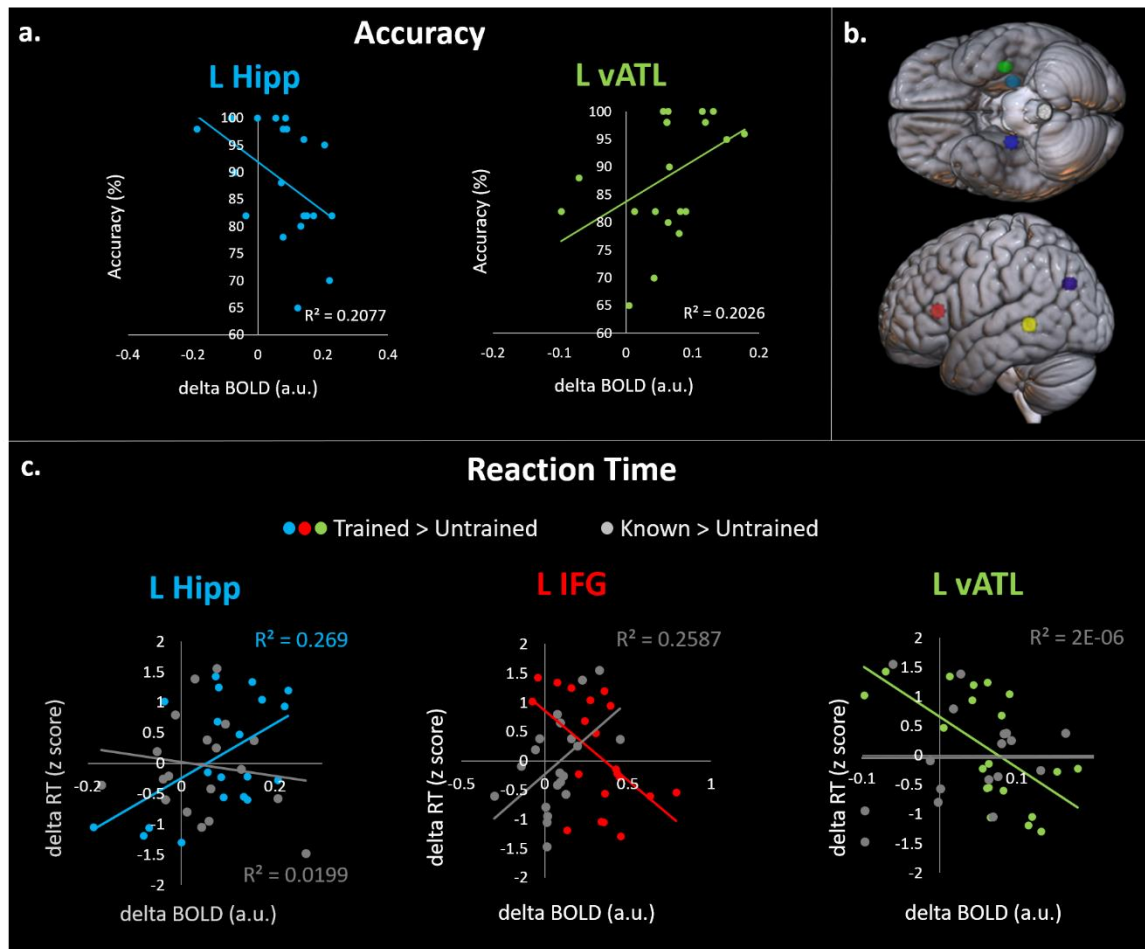 a.
Accuracy
L Hipp
100
95
90
85
80
75
70
65
60
-0.4
-0.2
0
0.2
0.4
Accuracy (%)
R² = 0.2077
delta BOLD (a.u.)
L vATL
100
95
90
85
80
75
70
65
60
-0.2
-0.1
0
0.1
0.2
Accuracy (%)
R² = 0.2026
delta BOLD (a.u.)
b.
c.
Reaction Time
Trained > Untrained
Known > Untrained
L Hipp
R² = 0.269
2
1.5
1
0.5
0
-0.5
-1
-1.5
-2
-0.2
0
0.2
delta RT (z score)
R² = 0.0199
delta BOLD (a.u.)
L IFG
R² = 0.2587
2
1.5
1
0.5
0
-0.5
-1
-1.5
-2
0
0.5
1
delta RT (z score)
delta BOLD (a.u.)
L vATL
R² = 2E-06
2
1.5
1
0.5
0
-0.5
-1
-1.5
-2
-0.1
0.1
delta RT (z score)
delta BOLD (a.u.)